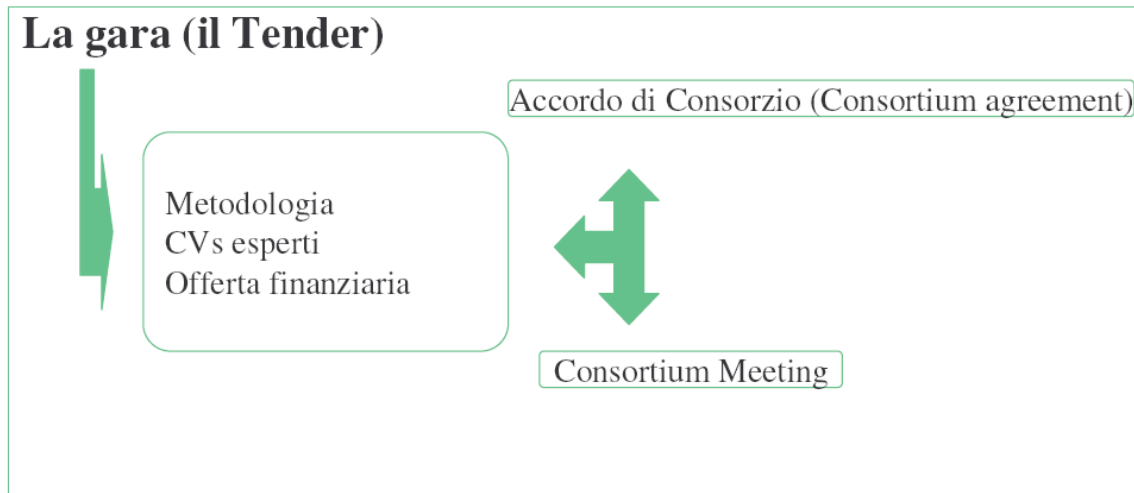 La gara (il Tender)
Accordo di Consorzio (Consortium agreement)
Metodologia
CVs esperti
Offerta finanziaria
Consortium Meeting